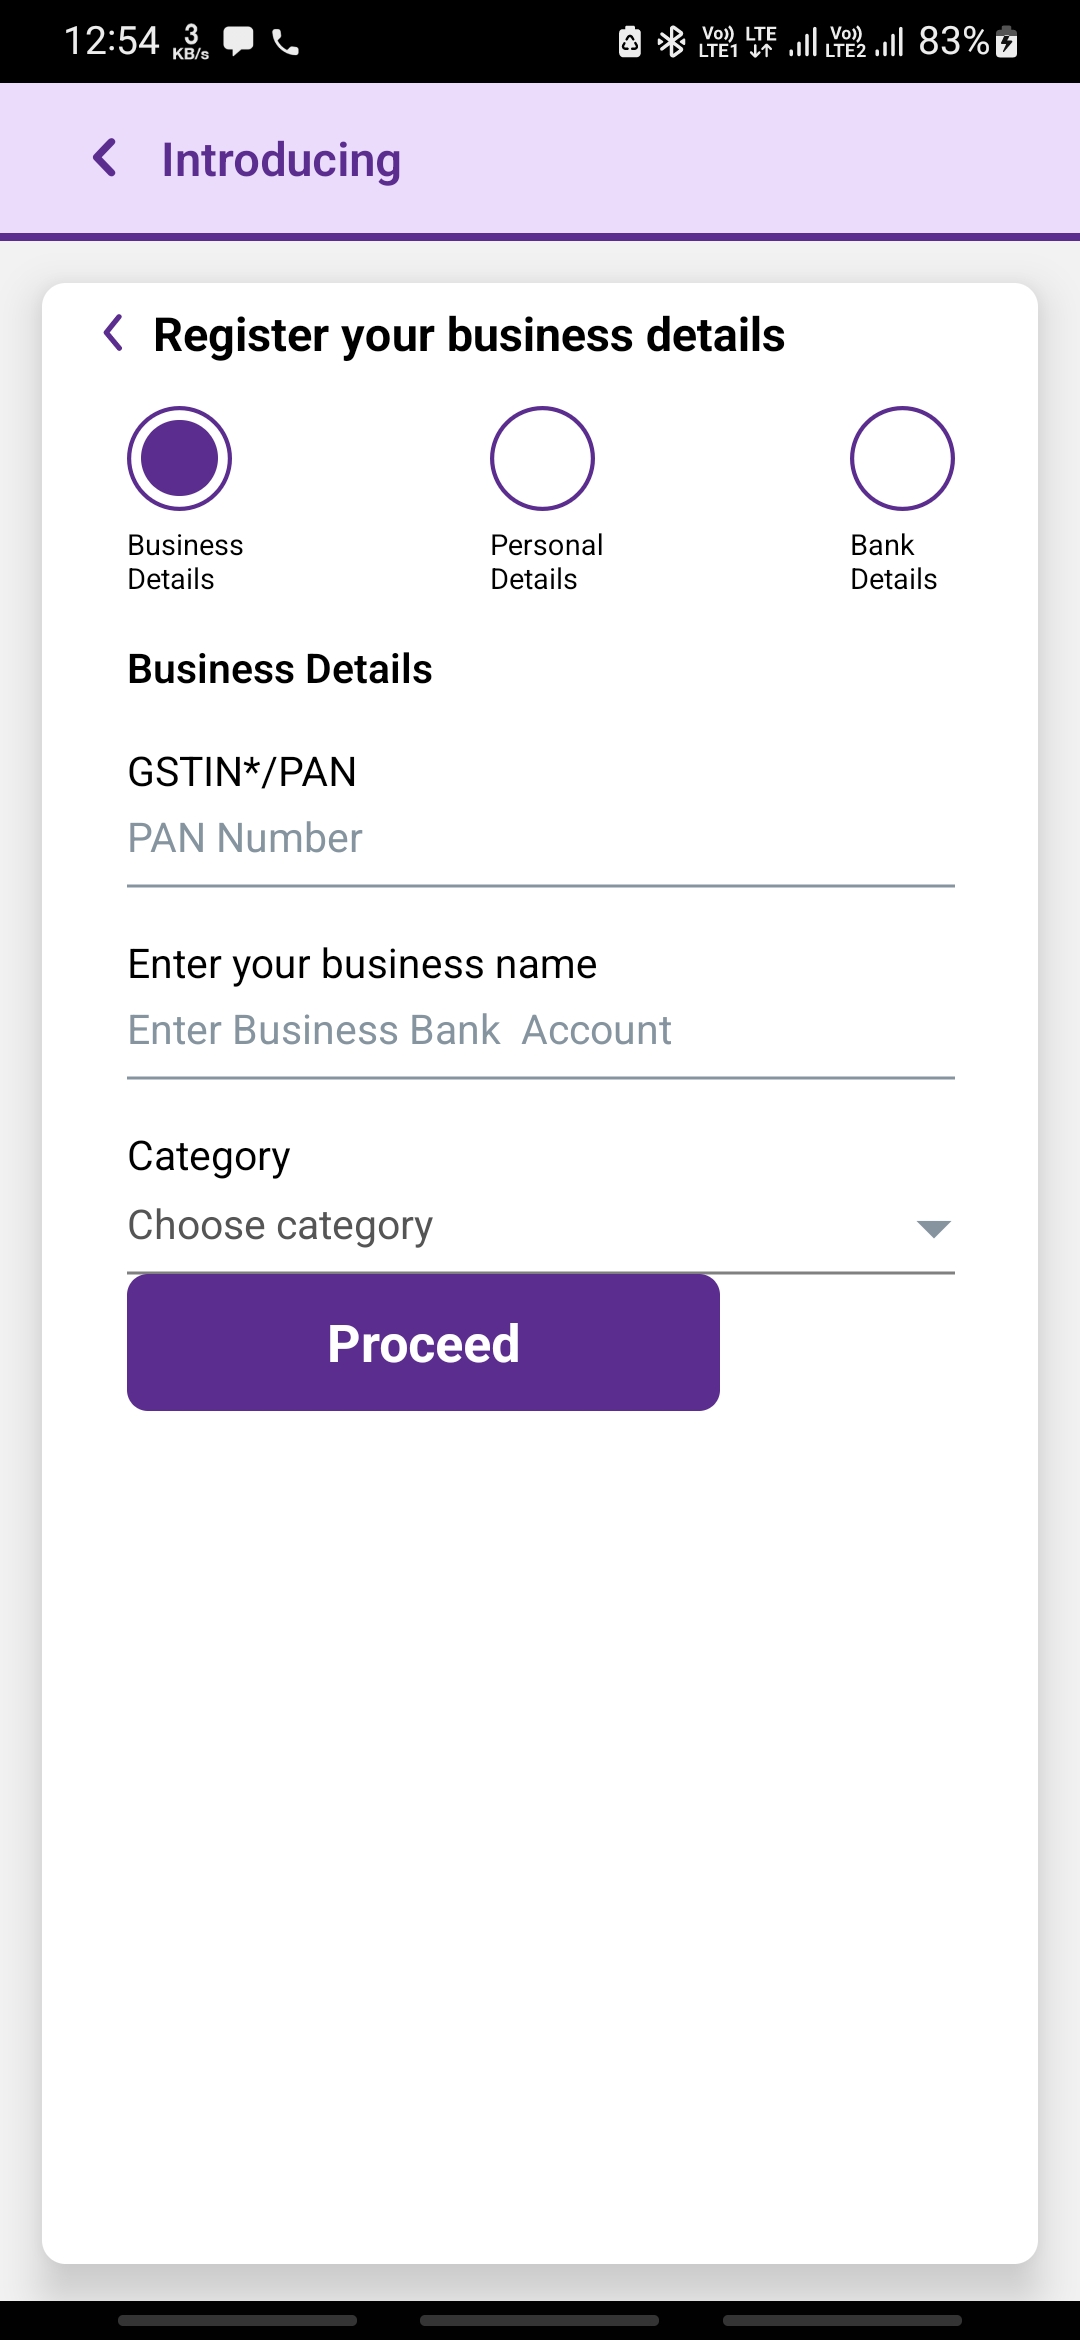 12:54 3 KB/s Vo)) LTE1 LTE Vo)) LTE2 83%
Introducing
Register your business details
Business Details
Personal Details
Bank Details
Business Details
GSTIN*/PAN
PAN Number
Enter your business name
Enter Business Bank  Account
Category
Choose category
Proceed